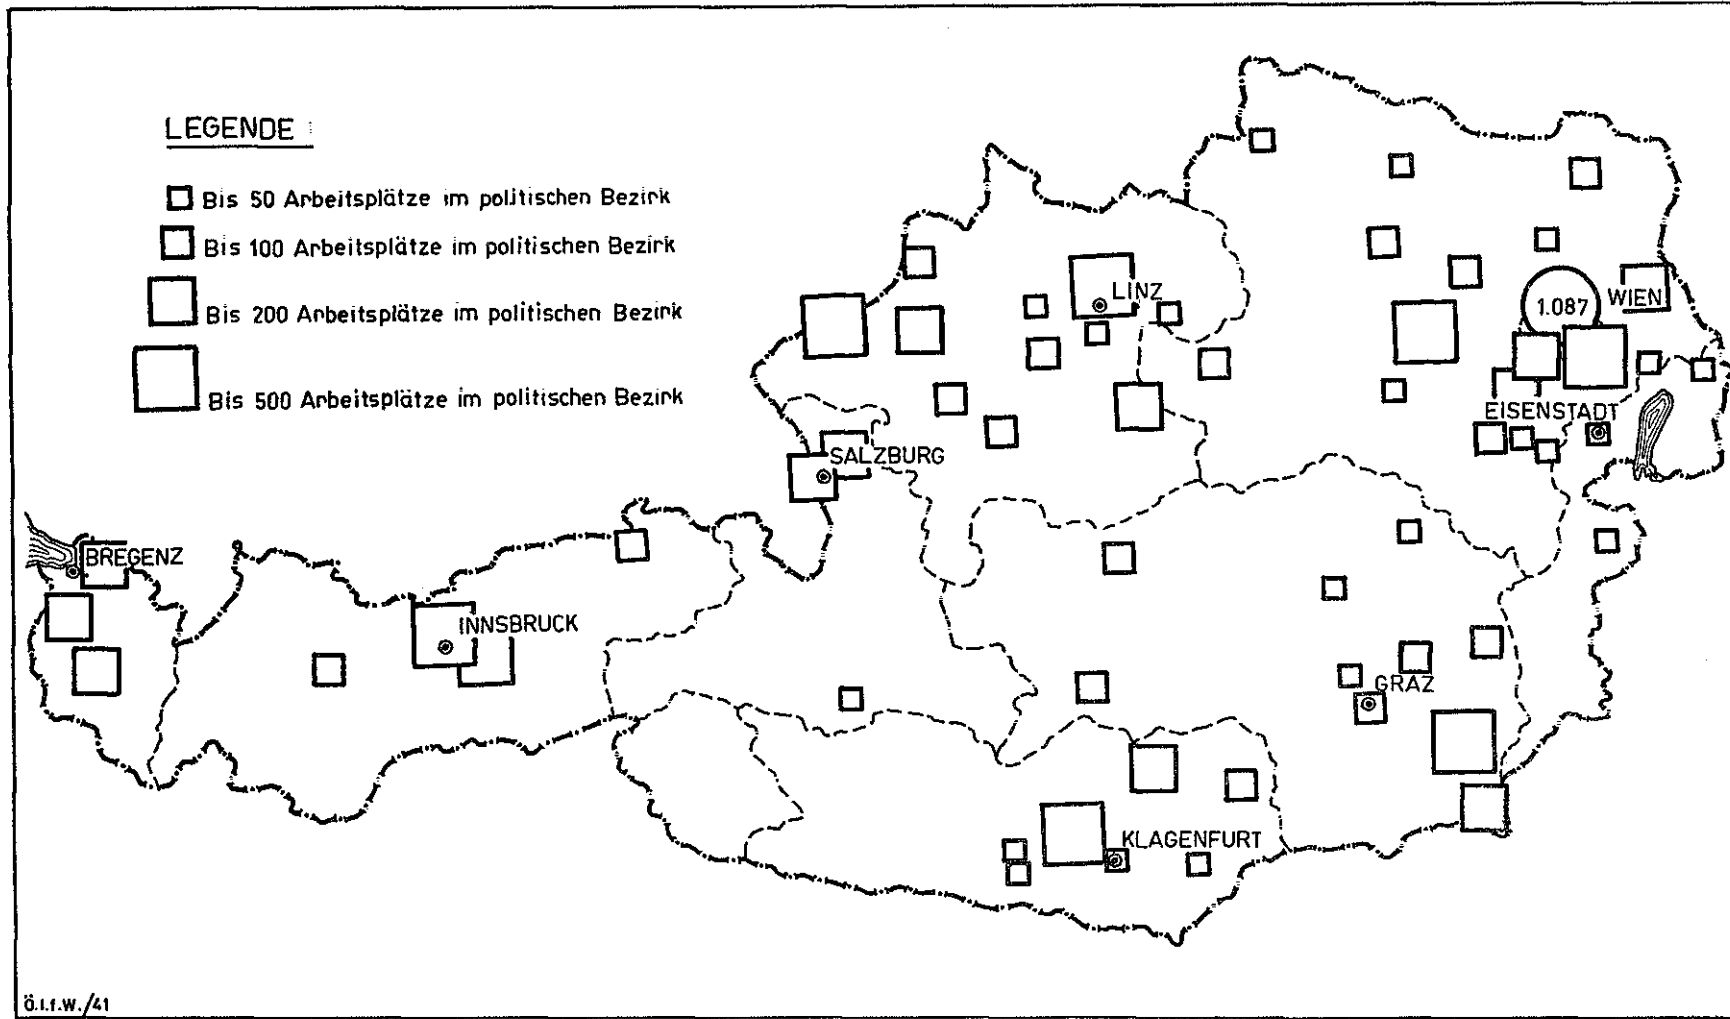 LEGENDE :
Bis 50 Arbeitsplätze im politischen Bezirk
Bis 100 Arbeitsplätze im politischen Bezirk
Bis 200 Arbeitsplätze im politischen Bezirk
Bis 500 Arbeitsplätze im politischen Bezirk
LINZ
WIEN
1.087
EISENSTADT
SALZBURG
BREGENZ
INNSBRUCK
GRAZ
KLAGENFURT
Ö.I.f.W./41